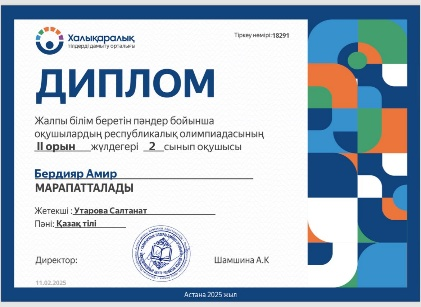 Халықаралық
тілдерді дамыту орталығы
Тіркеу нөмірі:18291
ДИПЛОМ
Жалпы білім беретін пәндер бойынша
оқушылардың республикалық олимпиадасының
II орын жүлдегері 2 сынып оқушысы
Бердияр Амир
МАРАПАТТАЛАДЫ
Жетекші : Утарова Салтанат
Пәні: Қазақ тілі
Директор: Шамшина А.К
11.02.2025
Астана 2025 жыл